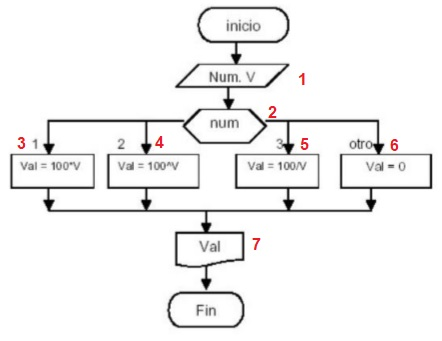 inicio
Num. V 1
num 2
3 1 2 4 3 5 otro 6
Val = 100*V Val = 100^V Val = 100/V Val = 0
Val 7
Fin